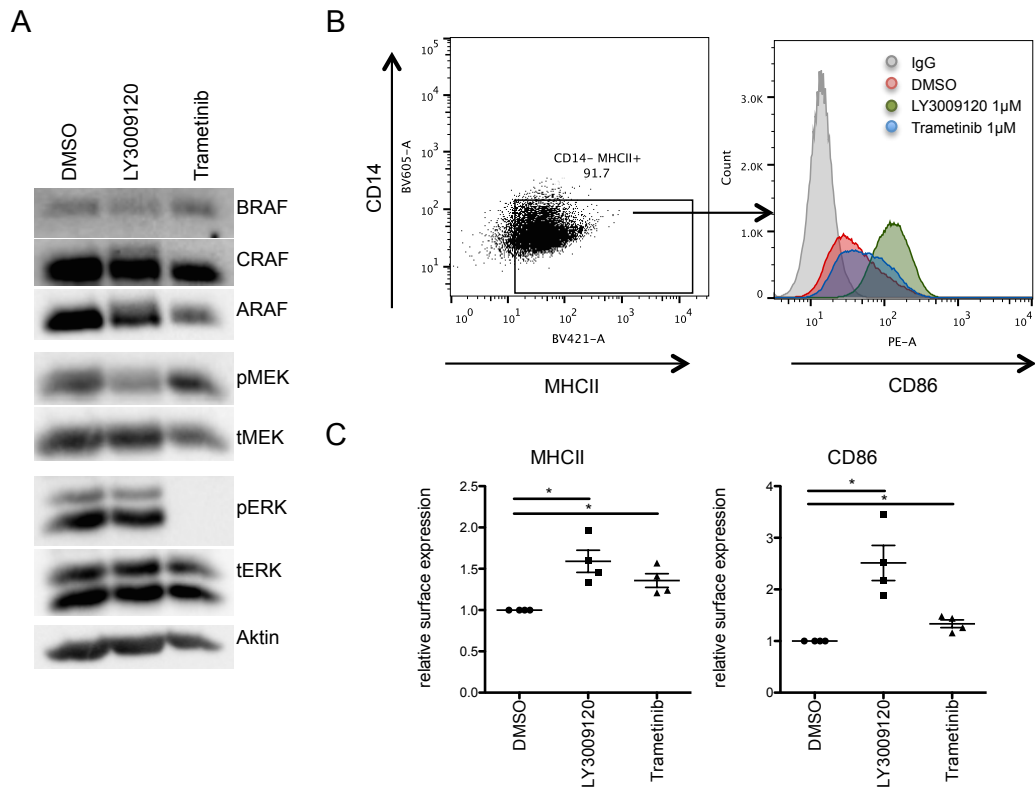 A
DMSO
LY3009120
Trametinib
BRAF
CRAF
ARAF
pMEK
tMEK
pERK
tERK
Aktin
B
CD14
BV605-A
10^5
10^4
10^3
10^2
10^1
CD14- MHCII+
91.7
10^0 10^1 10^2 10^3 10^4
BV421-A
MHCII
Count
3.0K
2.0K
1.0K
0
IgG
DMSO
LY3009120 1µM
Trametinib 1µM
10^1 10^2 10^3 10^4
PE-A
CD86
C
MHCII
relative surface expression
2.5
2.0
1.5
1.0
0.5
0.0
*
*
DMSO
LY3009120
Trametinib
CD86
relative surface expression
4
3
2
1
0
*
*
DMSO
LY3009120
Trametinib